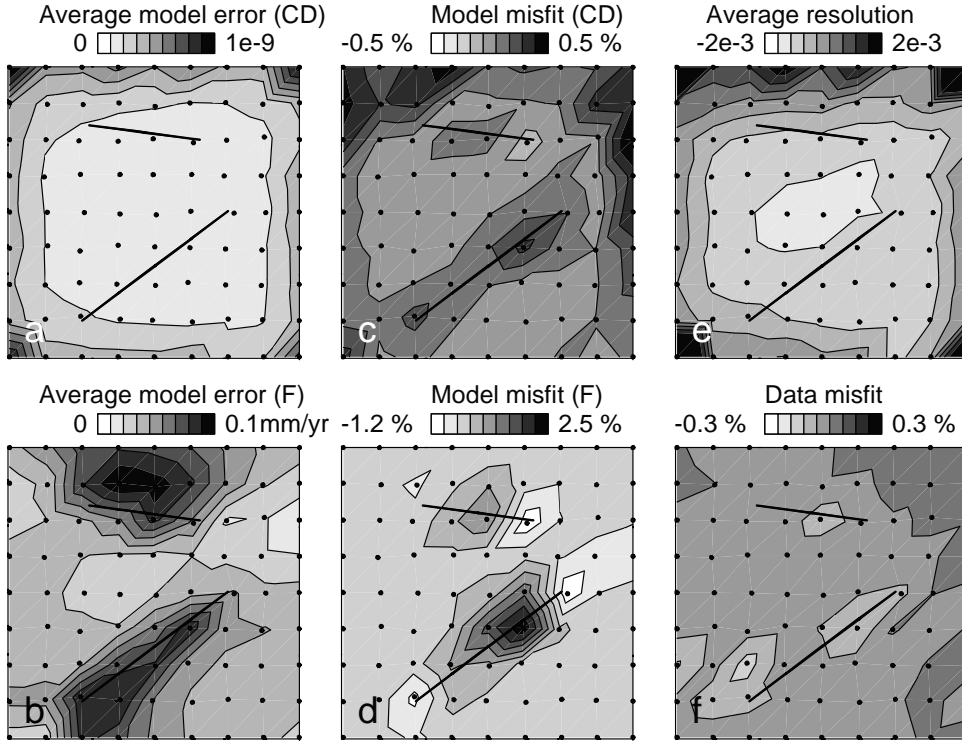 Average model error (CD)
0 1e-9
a
Model misfit (CD)
-0.5 % 0.5 %
c
Average resolution
-2e-3 2e-3
e
Average model error (F)
0 0.1mm/yr
b
Model misfit (F)
-1.2 % 2.5 %
d
Data misfit
-0.3 % 0.3 %
f